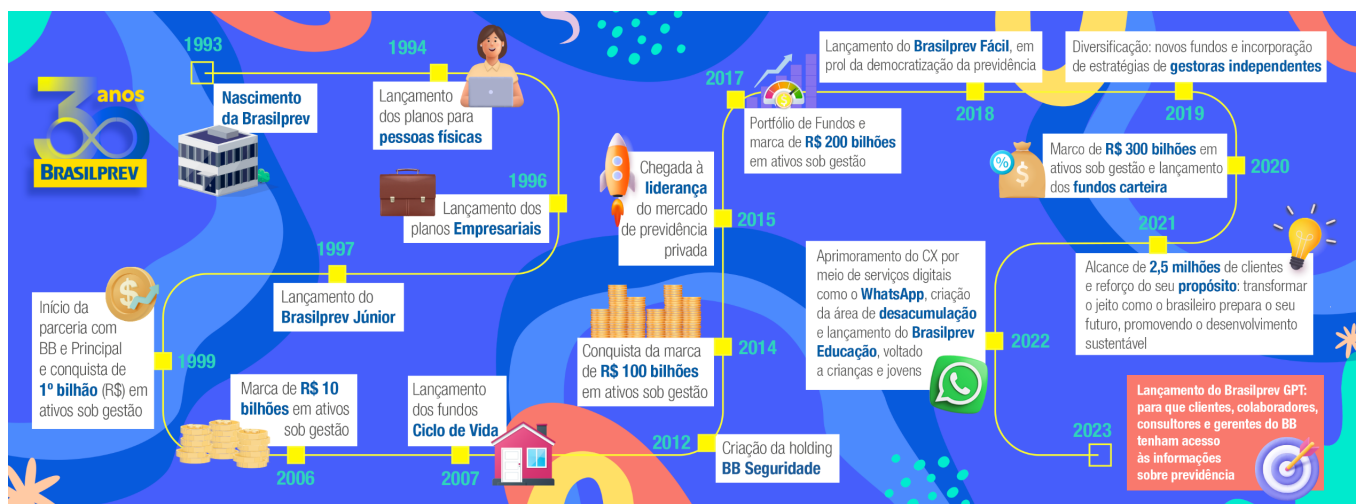 30 anos
BRASILPREV
1993
Nascimento
da Brasilprev
1994
Lançamento
dos planos para
pessoas físicas
1996
Lançamento dos
planos Empresariais
1997
Lançamento do
Brasilprev Júnior
Início da
parceria com
BB e Principal
e conquista de
1º bilhão (R$) em
ativos sob gestão
1999
Marca de R$ 10
bilhões em ativos
sob gestão
2006
Lançamento
dos fundos
Ciclo de Vida
2007
2012
Criação da holding
BB Seguridade
Conquista da marca
de R$ 100 bilhões
em ativos sob gestão
2014
Chegada à
liderança
do mercado
de previdência
privada
2015
2017
Portfólio de Fundos e
marca de R$ 200 bilhões
em ativos sob gestão
Lançamento do Brasilprev Fácil, em
prol da democratização da previdência
2018
Diversificação: novos fundos e incorporação
de estratégias de gestoras independentes
2019
Marco de R$ 300 bilhões em
ativos sob gestão e lançamento
dos fundos carteira
2020
2021
Alcance de 2,5 milhões de clientes
e reforço do seu propósito: transformar
o jeito como o brasileiro prepara o seu
futuro, promovendo o desenvolvimento
sustentável
Aprimoramento do CX por
meio de serviços digitais
como o WhatsApp, criação
da área de desacumulação
e lançamento do Brasilprev
Educação, voltado
a crianças e jovens
2022
2023
Lançamento do Brasilprev GPT:
para que clientes, colaboradores,
consultores e gerentes do BB
tenham acesso
às informações
sobre previdência